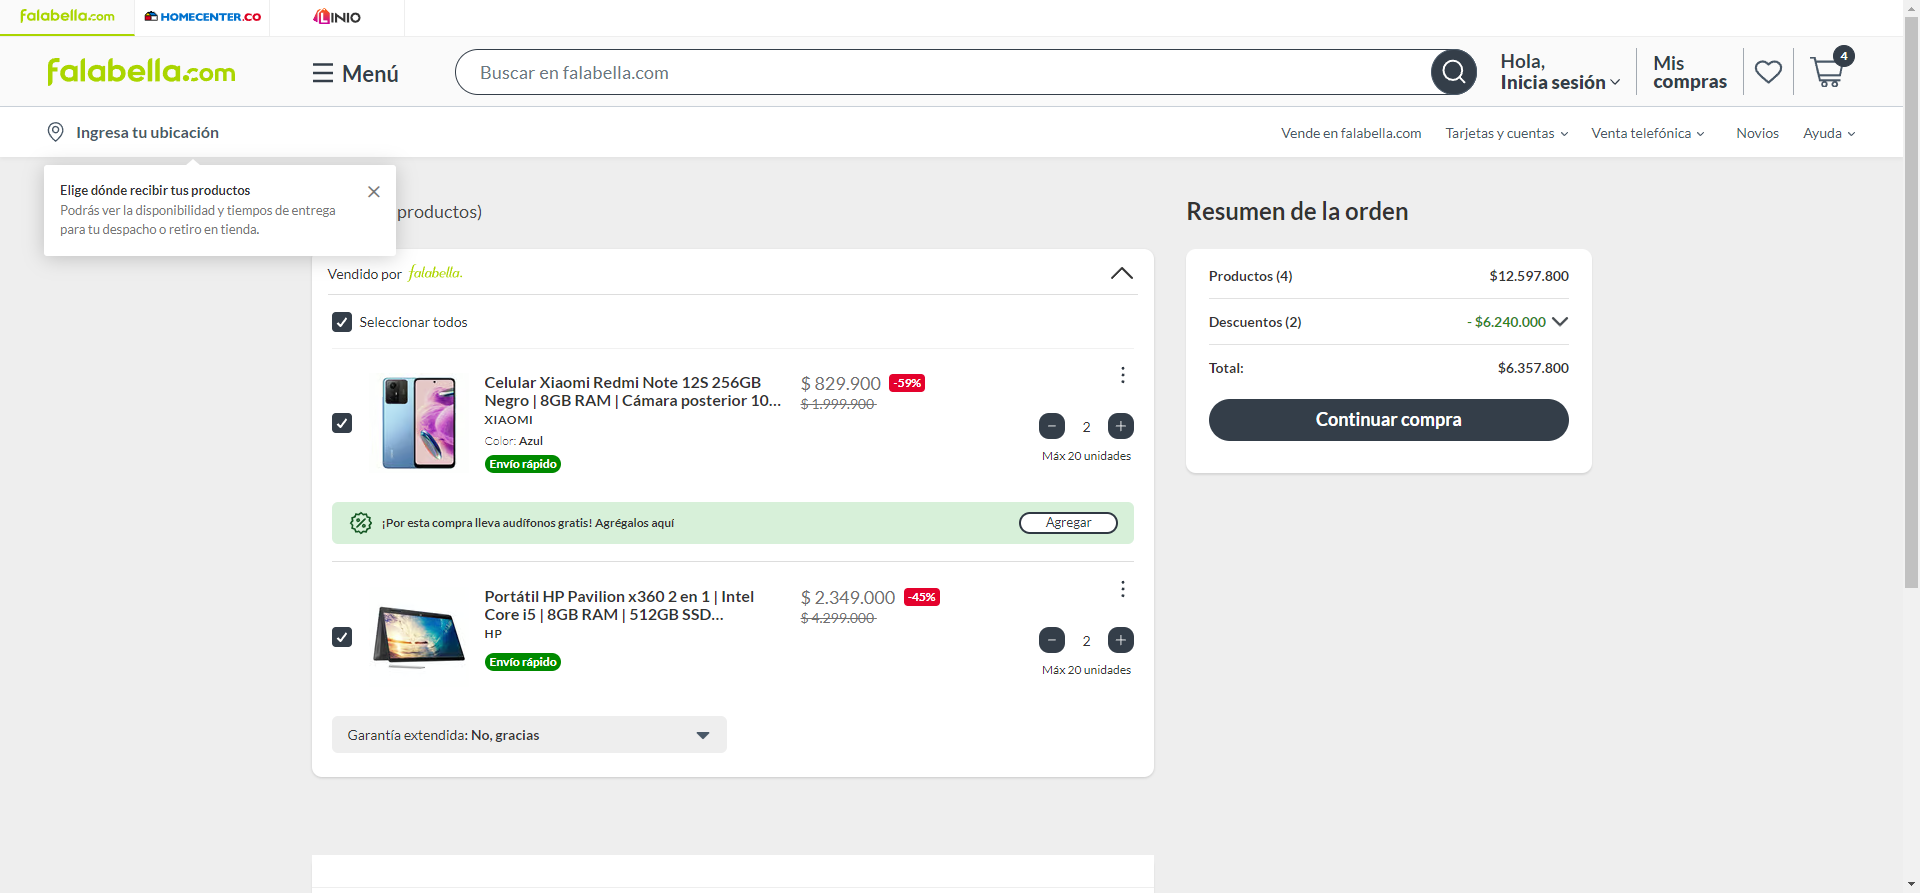 falabella.com
HOMECENTER.CO
LINIO
falabella.com
Menú
Buscar en falabella.com
Hola,
Inicia sesión
Mis
compras
4
Ingresa tu ubicación
Vende en falabella.com
Tarjetas y cuentas
Venta telefónica
Novios
Ayuda
Elige dónde recibir tus productos
Podrás ver la disponibilidad y tiempos de entrega
para tu despacho o retiro en tienda.
productos)
Resumen de la orden
Vendido por falabella.
Seleccionar todos
Celular Xiaomi Redmi Note 12S 256GB
Negro | 8GB RAM | Cámara posterior 10...
XIAOMI
Color: Azul
Envío rápido
$ 829.900 -59%
$ 1.999.900
2
Máx 20 unidades
¡Por esta compra lleva audífonos gratis! Agrégalos aquí
Agregar
Portátil HP Pavilion x360 2 en 1 | Intel
Core i5 | 8GB RAM | 512GB SSD...
HP
Envío rápido
$ 2.349.000 -45%
$ 4.299.000
2
Máx 20 unidades
Garantía extendida: No, gracias
Productos (4) $12.597.800
Descuentos (2) - $6.240.000
Total: $6.357.800
Continuar compra